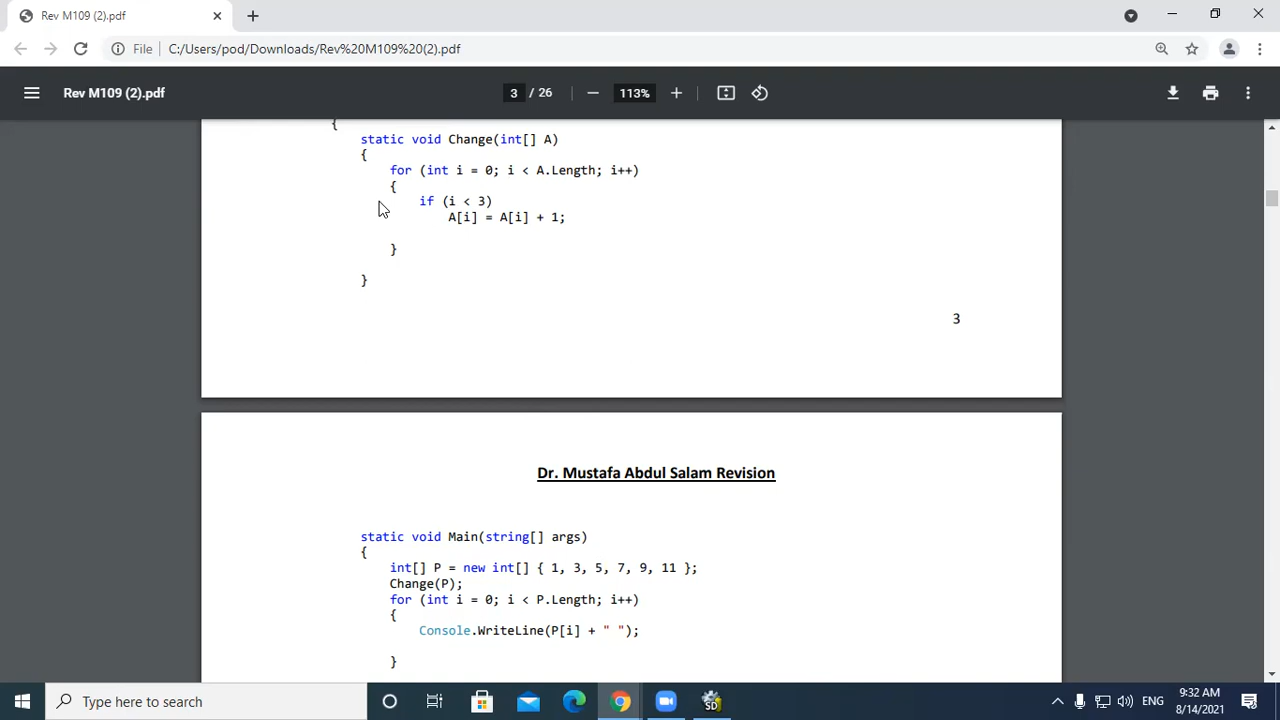 Rev M109 (2).pdf
File
C:/Users/pod/Downloads/Rev%20M109%20(2).pdf
Rev M109 (2).pdf
3 / 26
113%
{
static void Change(int[] A)
{
for (int i = 0; i < A.Length; i++)
{
if (i < 3)
A[i] = A[i] + 1;
}
}
3
Dr. Mustafa Abdul Salam Revision
static void Main(string[] args)
{
int[] P = new int[] { 1, 3, 5, 7, 9, 11 };
Change(P);
for (int i = 0; i < P.Length; i++)
{
Console.WriteLine(P[i] + " ");
}
Type here to search
SD
ENG
9:32 AM
8/14/2021